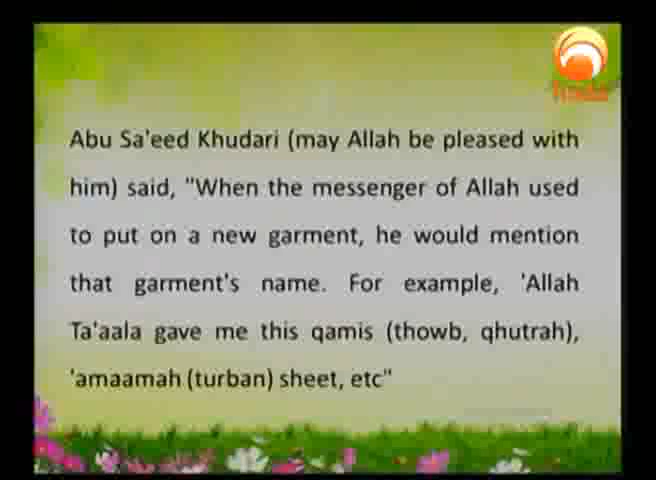 Huda
Abu Sa'eed Khudari (may Allah be pleased with
him) said, "When the messenger of Allah used
to put on a new garment, he would mention
that garment's name. For example, 'Allah
Ta'aala gave me this qamis (thowb, qhutrah),
'amaamah (turban) sheet, etc"